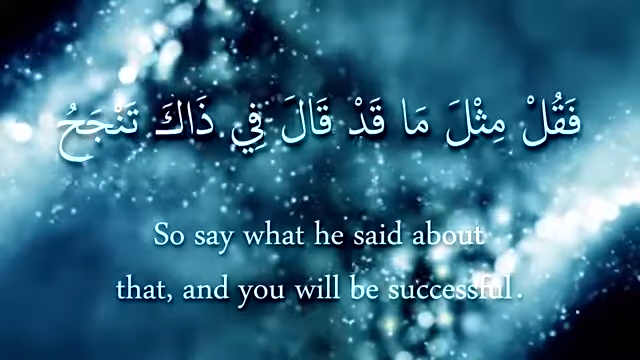 فَقُلْ مِثْلَ مَا قَدْ قَالَ فِي ذَاكَ تَنْجَحُ
So say what he said about
that, and you will be successful.